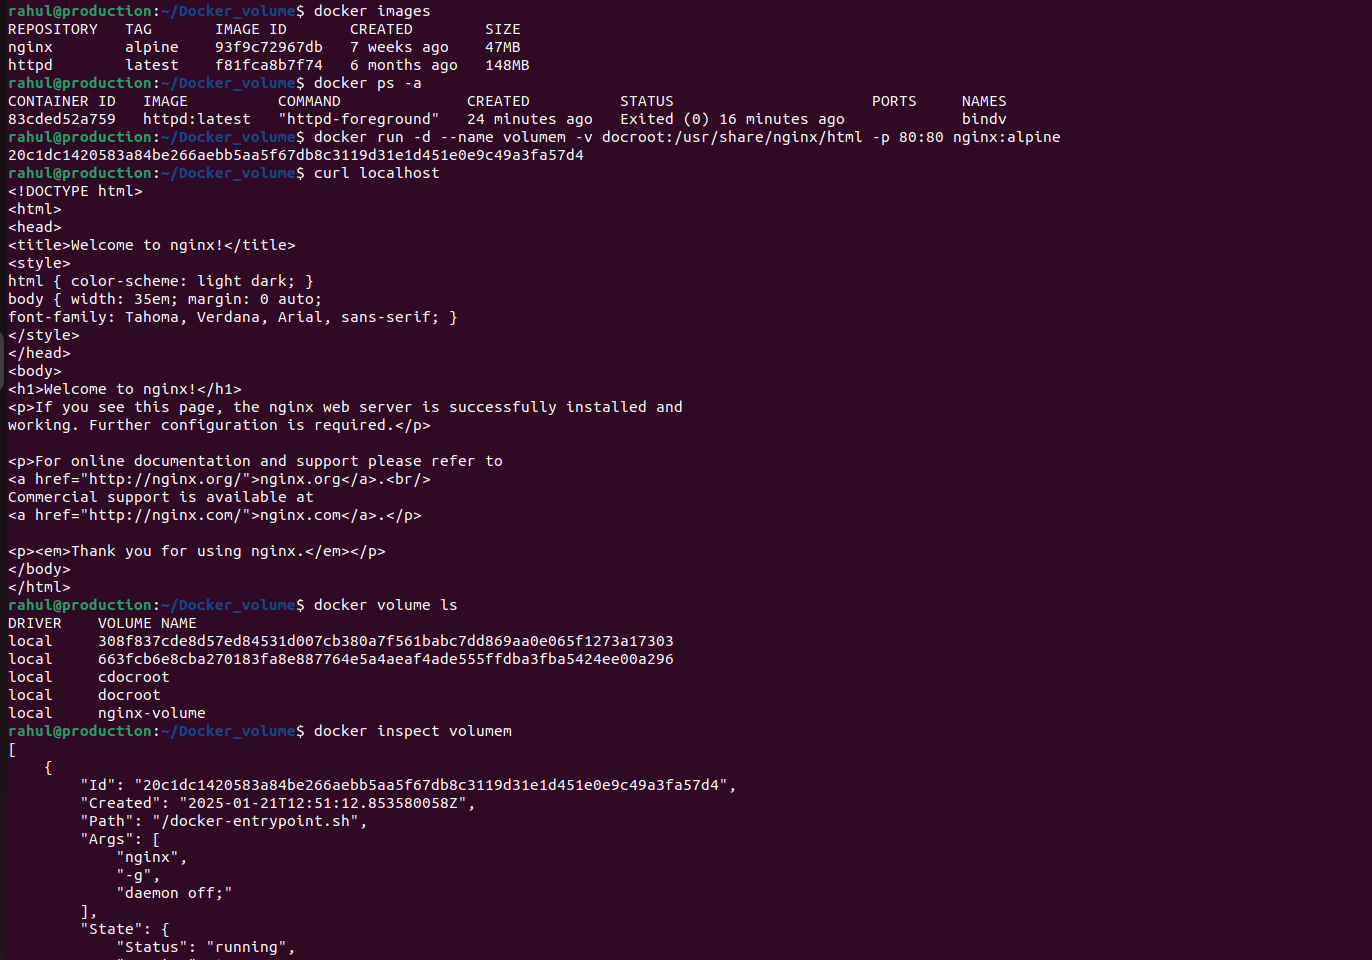 rahul@production:~/Docker_volume$ docker images
REPOSITORY   TAG       IMAGE ID       CREATED        SIZE
nginx        alpine    93f9c72967db   7 weeks ago    47MB
httpd        latest    f81fca8b7f74   6 months ago   148MB
rahul@production:~/Docker_volume$ docker ps -a
CONTAINER ID   IMAGE          COMMAND              CREATED          STATUS                      PORTS     NAMES
83cded52a759   httpd:latest   "httpd-foreground"   24 minutes ago   Exited (0) 16 minutes ago             bindv
rahul@production:~/Docker_volume$ docker run -d --name volumem -v docroot:/usr/share/nginx/html -p 80:80 nginx:alpine
20c1dc1420583a84be266aebb5aa5f67db8c3119d31e1d451e0e9c49a3fa57d4
rahul@production:~/Docker_volume$ curl localhost
<!DOCTYPE html>
<html>
<head>
<title>Welcome to nginx!</title>
<style>
html { color-scheme: light dark; }
body { width: 35em; margin: 0 auto;
font-family: Tahoma, Verdana, Arial, sans-serif; }
</style>
</head>
<body>
<h1>Welcome to nginx!</h1>
<p>If you see this page, the nginx web server is successfully installed and
working. Further configuration is required.</p>

<p>For online documentation and support please refer to
<a href="http://nginx.org/">nginx.org</a>.<br/>
Commercial support is available at
<a href="http://nginx.com/">nginx.com</a>.</p>

<p><em>Thank you for using nginx.</em></p>
</body>
</html>
rahul@production:~/Docker_volume$ docker volume ls
DRIVER    VOLUME NAME
local     308f837cde8d57ed84531d007cb380a7f561babc7dd869aa0e065f1273a17303
local     663fcb6e8cba270183fa8e887764e5a4aeaf4ade555ffdba3fba5424ee00a296
local     cdocroot
local     docroot
local     nginx-volume
rahul@production:~/Docker_volume$ docker inspect volumem
[
    {
        "Id": "20c1dc1420583a84be266aebb5aa5f67db8c3119d31e1d451e0e9c49a3fa57d4",
        "Created": "2025-01-21T12:51:12.853580058Z",
        "Path": "/docker-entrypoint.sh",
        "Args": [
            "nginx",
            "-g",
            "daemon off;"
        ],
        "State": {
            "Status": "running",